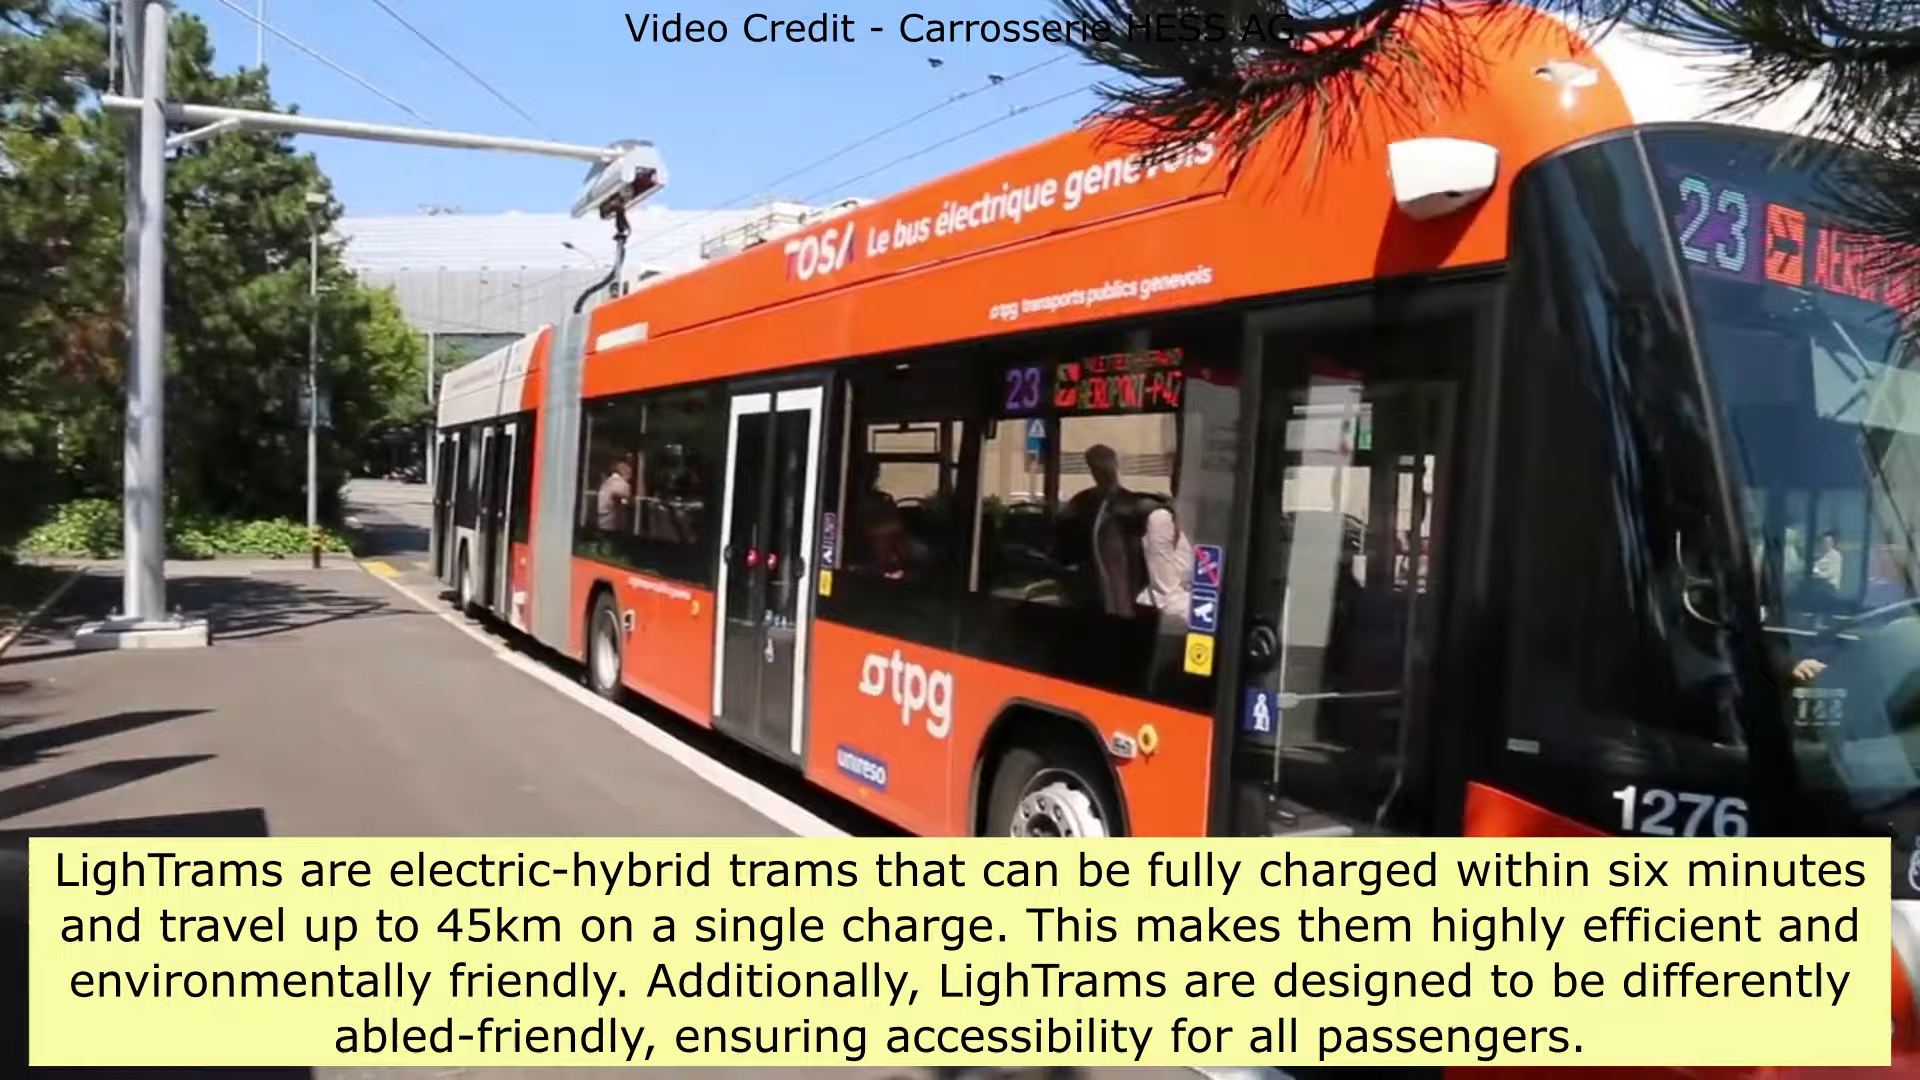 Video Credit - Carrosserie HESS AG
TOSA Le bus électrique genevois
tpg transports publics genevois
23
23
AÉROPORT-P47
tpg
unireso
1276
LighTrams are electric-hybrid trams that can be fully charged within six minutes
and travel up to 45km on a single charge. This makes them highly efficient and
environmentally friendly. Additionally, LighTrams are designed to be differently
abled-friendly, ensuring accessibility for all passengers.